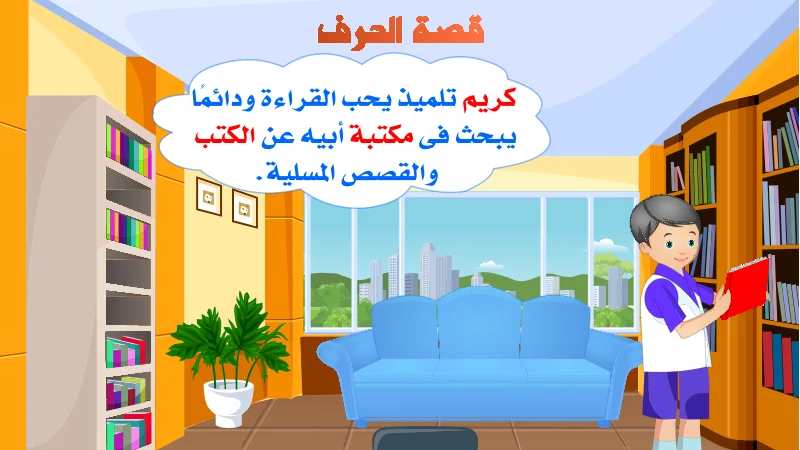 قصة الحرف
كريم تلميذ يحب القراءة ودائمًا
يبحث فى مكتبة أبيه عن الكتب
والقصص المسلية.